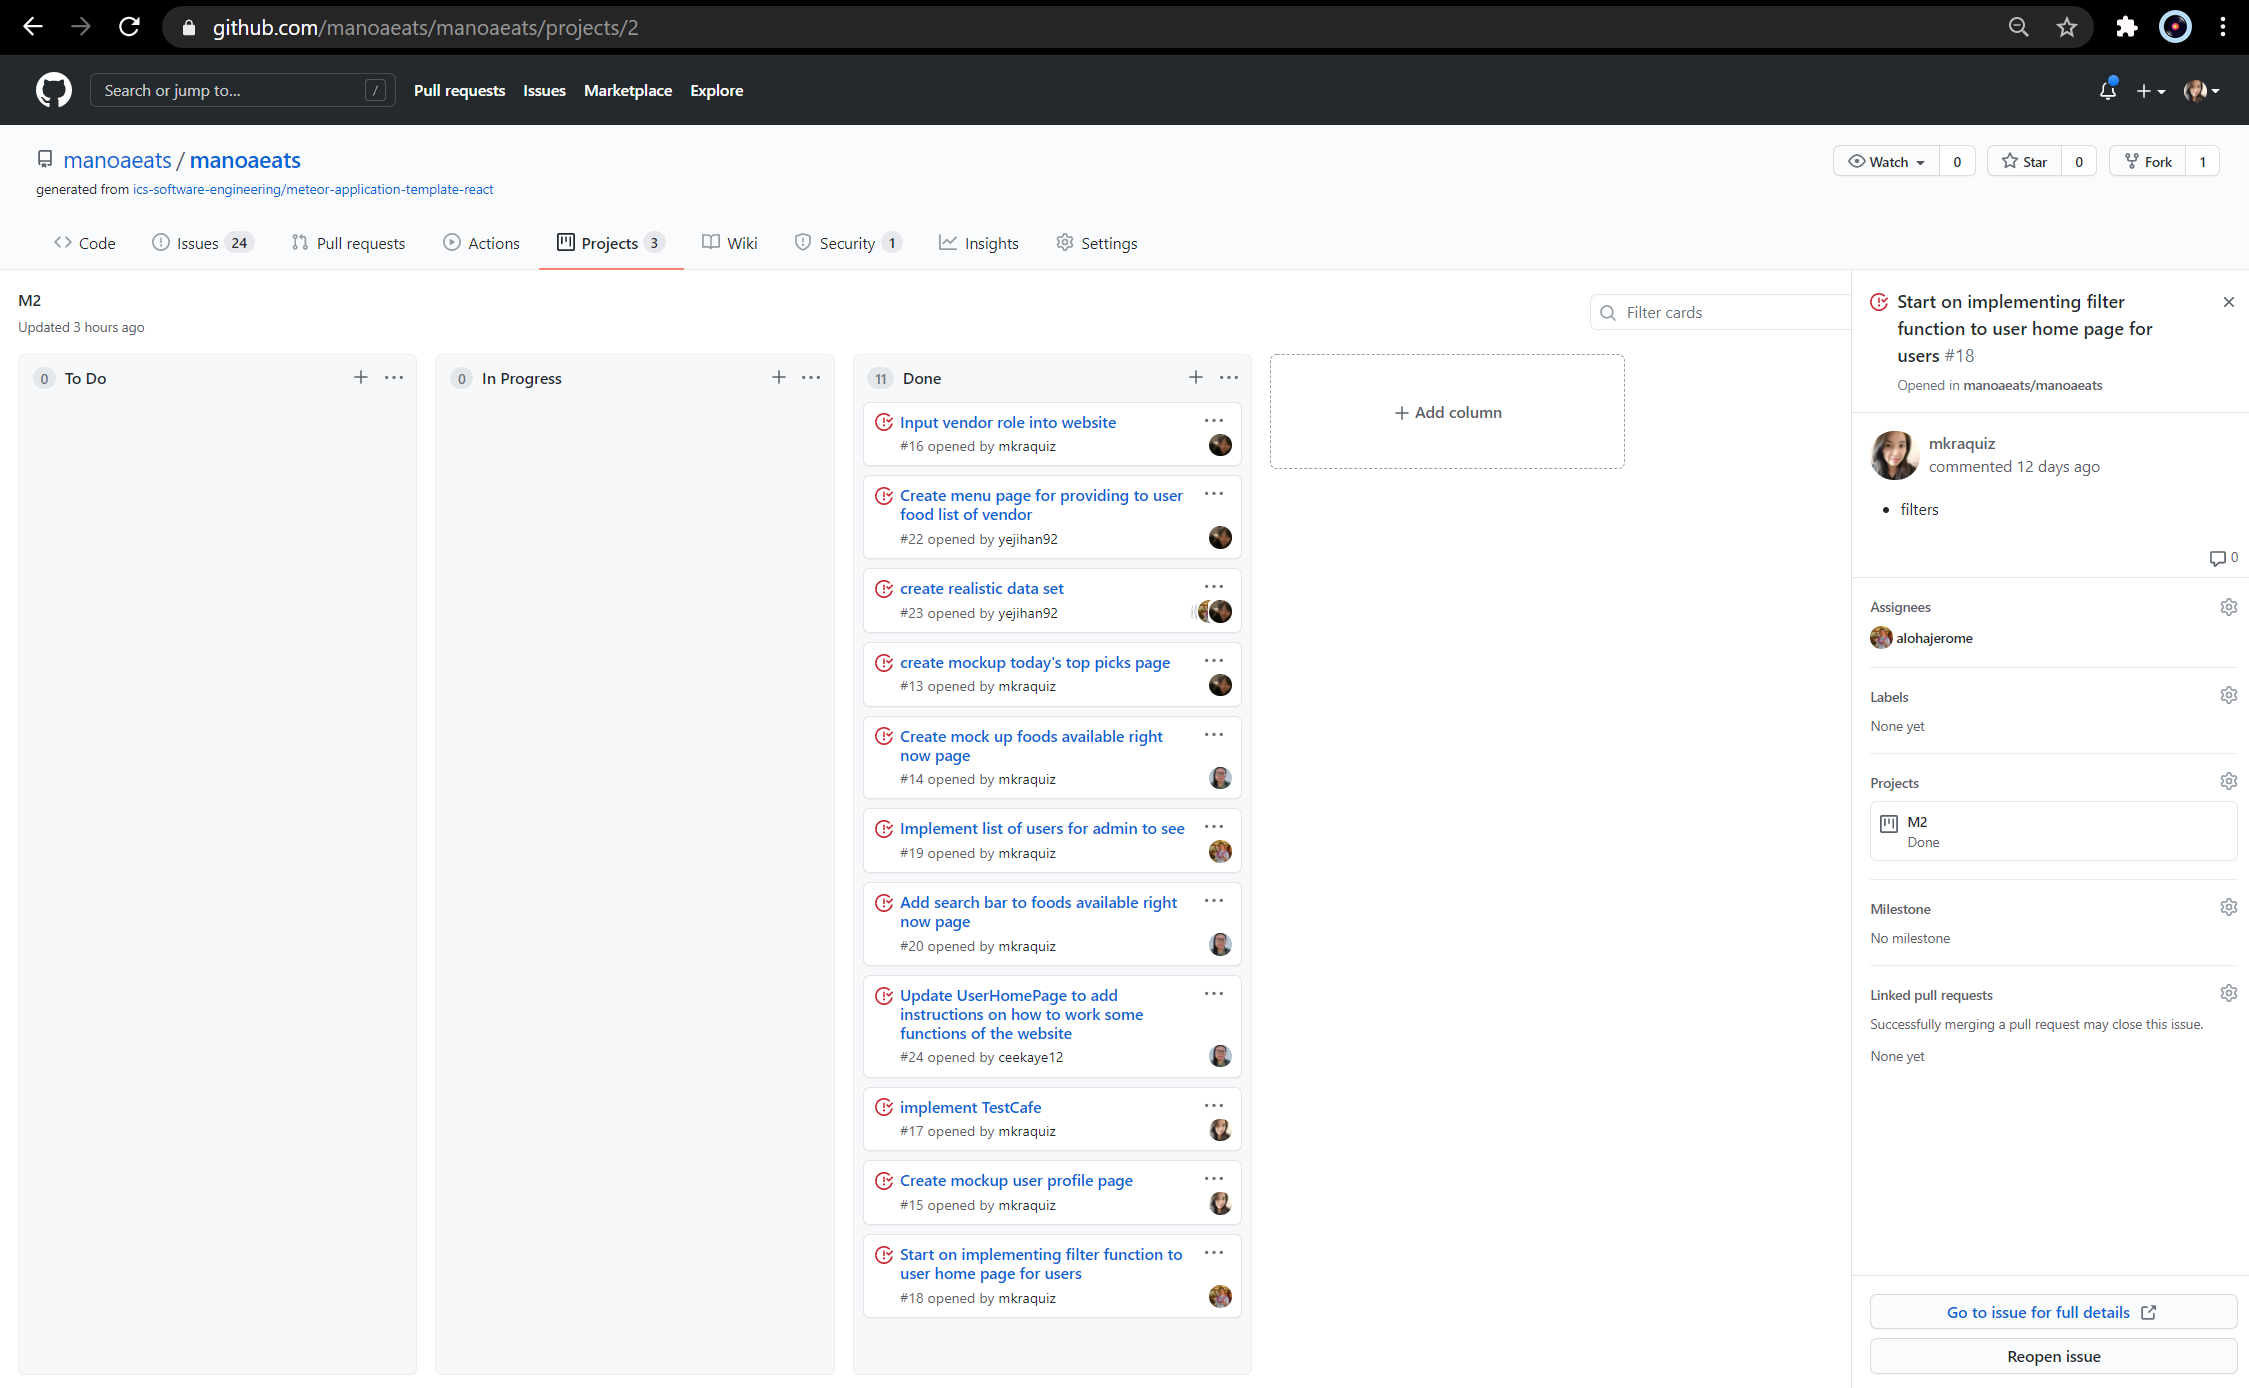 github.com/manoaeats/manoaeats/projects/2
Search or jump to... /
Pull requests Issues Marketplace Explore
manoaeats / manoaeats
generated from ics-software-engineering/meteor-application-template-react
Watch 0 Star 0 Fork 1
Code Issues 24 Pull requests Actions Projects 3 Wiki Security 1 Insights Settings
M2
Updated 3 hours ago
Filter cards
0 To Do
0 In Progress
11 Done
Input vendor role into website
#16 opened by mkraquiz
Create menu page for providing to user
food list of vendor
#22 opened by yejihan92
create realistic data set
#23 opened by yejihan92
create mockup today's top picks page
#13 opened by mkraquiz
Create mock up foods available right
now page
#14 opened by mkraquiz
Implement list of users for admin to see
#19 opened by mkraquiz
Add search bar to foods available right
now page
#20 opened by mkraquiz
Update UserHomePage to add
instructions on how to work some
functions of the website
#24 opened by ceekaye12
implement TestCafe
#17 opened by mkraquiz
Create mockup user profile page
#15 opened by mkraquiz
Start on implementing filter function to
user home page for users
#18 opened by mkraquiz
Add column
Start on implementing filter
function to user home page for
users #18
Opened in manoaeats/manoaeats
mkraquiz
commented 12 days ago
• filters
0
Assignees
alohajerome
Labels
None yet
Projects
M2
Done
Milestone
No milestone
Linked pull requests
Successfully merging a pull request may close this issue.
None yet
Go to issue for full details
Reopen issue